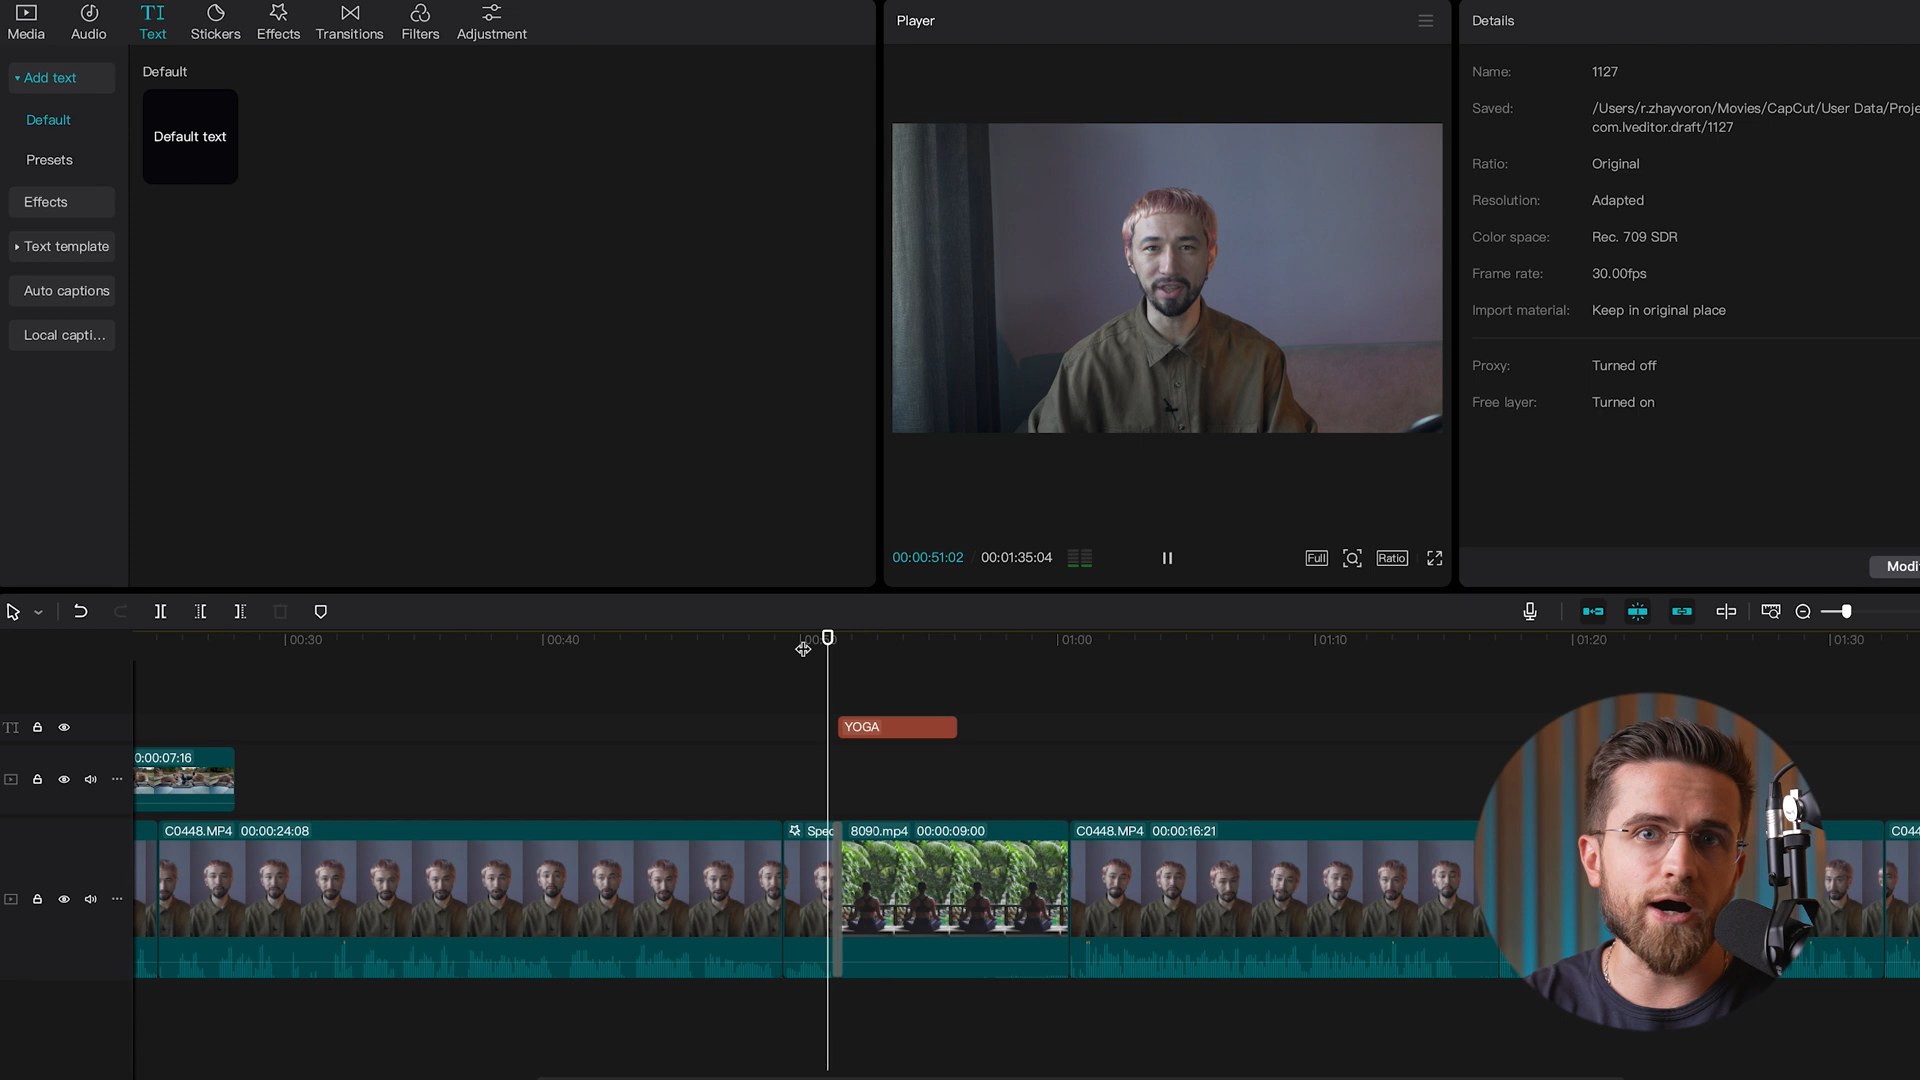 Media Audio TI Text Stickers Effects Transitions Filters Adjustment
Add text
Default
Presets
Effects
Text template
Auto captions
Local capti...
Default
Default text
Player
00:00:51:02 / 00:01:35:04
Full
Ratio
Details
Name: 1127
Saved: /Users/r.zhayvoron/Movies/CapCut/User Data/Proje
com.lveditor.draft/1127
Ratio: Original
Resolution: Adapted
Color space: Rec. 709 SDR
Frame rate: 30.00fps
Import material: Keep in original place
Proxy: Turned off
Free layer: Turned on
Modi
00:30 00:40 01:00 01:10 01:20 01:30
TI
YOGA
0:00:07:16
C0448.MP4 00:00:24:08
Spec
8090.mp4 00:00:09:00
C0448.MP4 00:00:16:21
C044